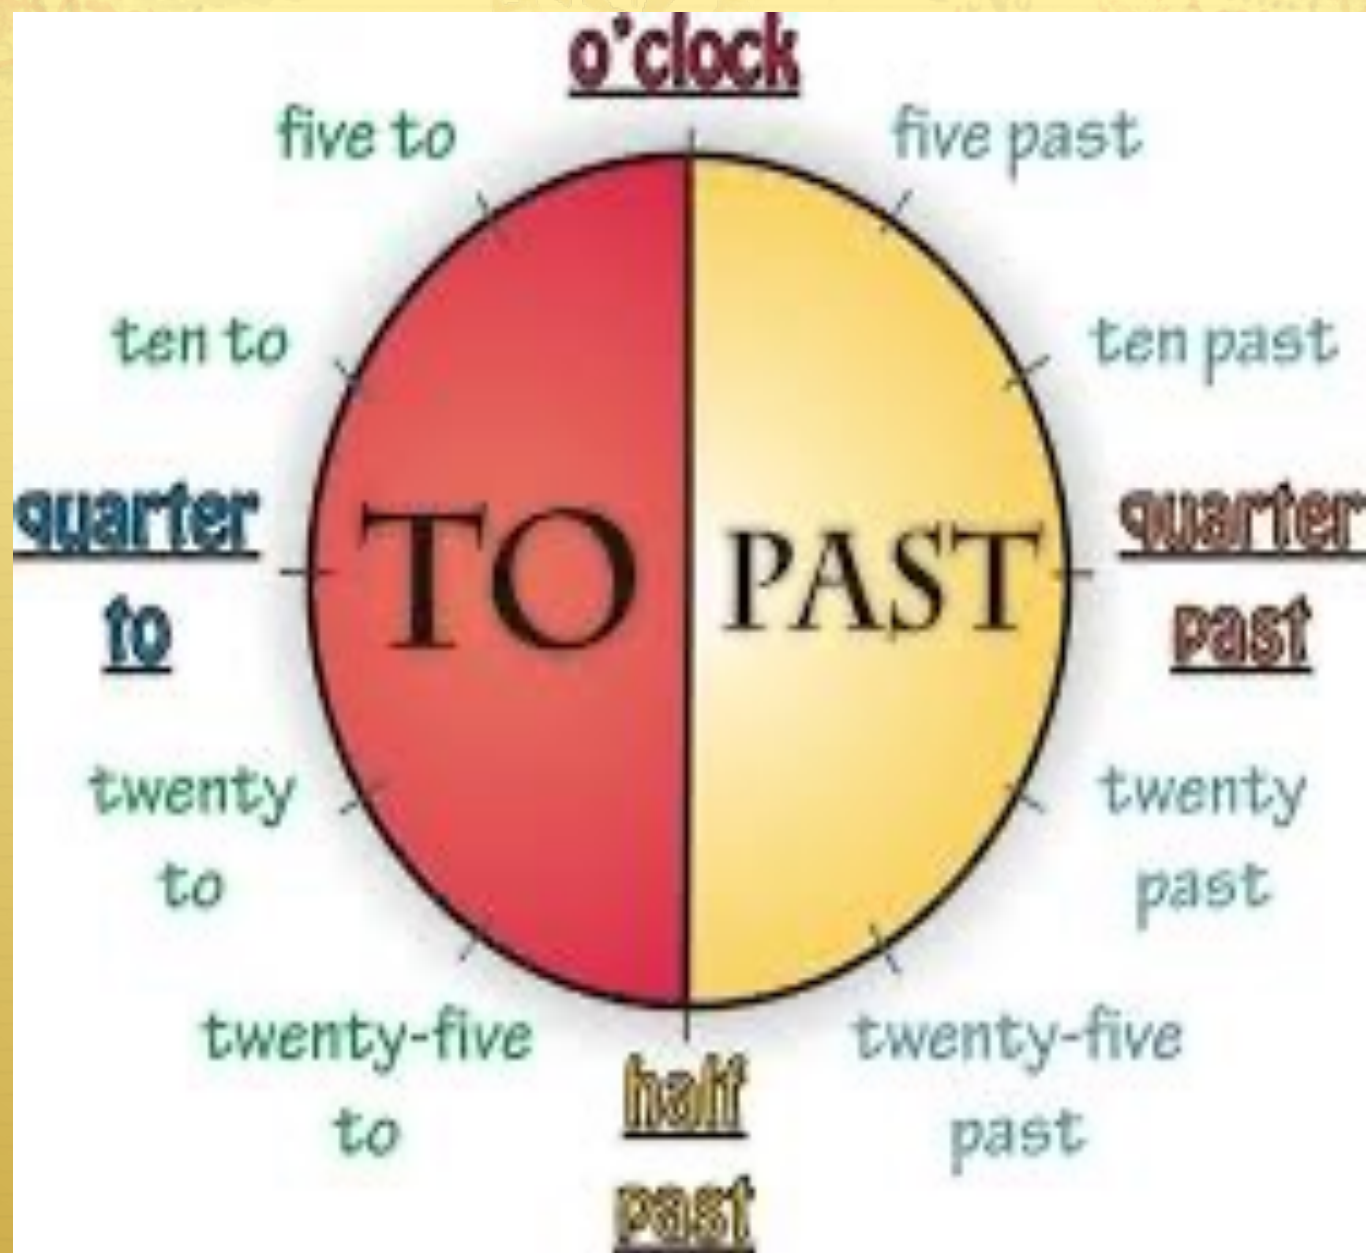 o'clock
five to
five past
ten to
ten past
quarter
to
quarter
past
TO
PAST
twenty
to
twenty
past
twenty-five
to
twenty-five
past
half
past